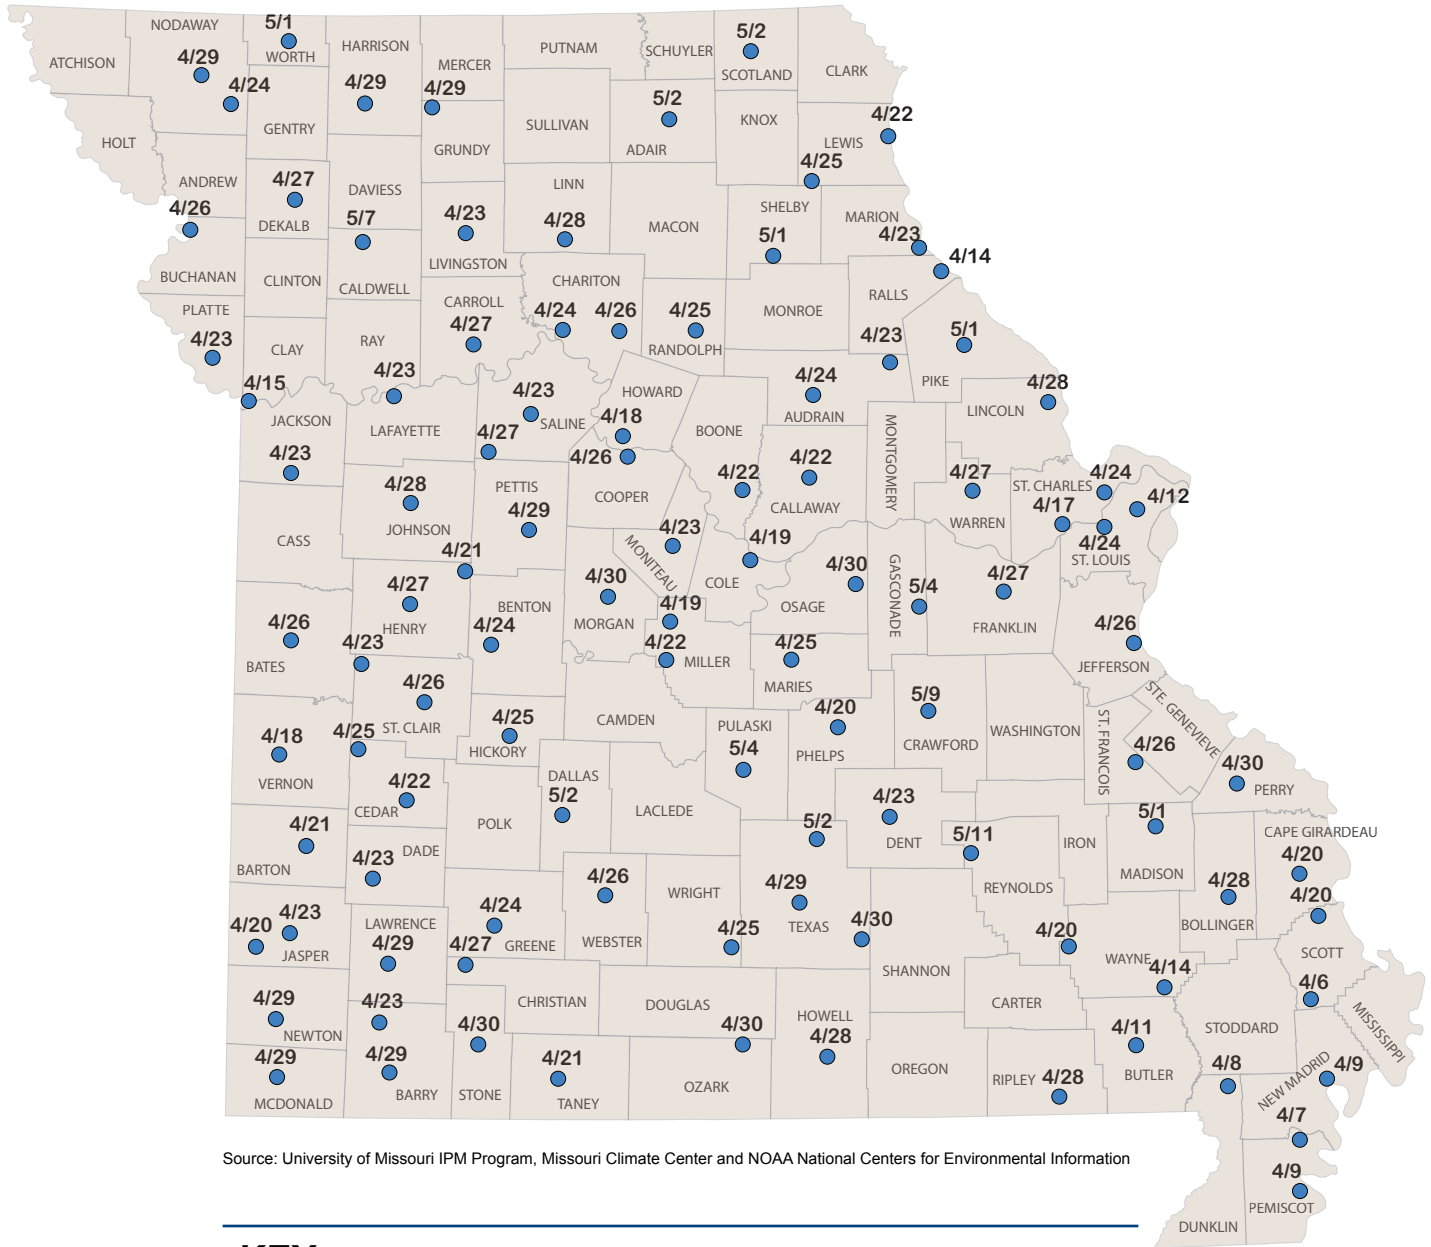 NODAWAY
5/1
WORTH
HARRISON
MERCER
PUTNAM
SCHUYLER
5/2
SCOTLAND
CLARK
ATCHISON
4/29
4/24
4/29
4/29
HOLT
GENTRY
GRUNDY
SULLIVAN
5/2
ADAIR
KNOX
4/22
LEWIS
4/25
ANDREW
4/26
4/27
DEKALB
DAVIESS
5/7
4/23
LIVINGSTON
LINN
4/28
MACON
SHELBY
5/1
MARION
4/23
4/14
BUCHANAN
CLINTON
CALDWELL
CARROLL
4/27
CHARITON
4/24
4/26
4/25
RANDOLPH
MONROE
RALLS
4/23
5/1
PIKE
PLATTE
4/23
CLAY
RAY
4/23
4/15
JACKSON
4/23
LAFAYETTE
4/23
SALINE
4/27
HOWARD
4/18
4/26
COOPER
BOONE
4/22
4/24
AUDRAIN
4/22
CALLAWAY
MONTGOMERY
4/28
LINCOLN
4/27
WARREN
ST. CHARLES
4/17
4/24
4/12
4/24
ST. LOUIS
CASS
4/28
JOHNSON
4/21
PETTIS
4/29
MONITEAU
4/23
COLE
4/19
4/30
OSAGE
GASCONADE
5/4
4/27
FRANKLIN
4/26
JEFFERSON
4/26
BATES
4/27
HENRY
4/23
BENTON
4/24
4/30
MORGAN
4/19
4/22
MILLER
4/25
MARIES
4/18
VERNON
4/25
4/26
ST. CLAIR
4/25
HICKORY
CAMDEN
PULASKI
5/4
4/20
PHELPS
5/9
CRAWFORD
WASHINGTON
ST. FRANCOIS
STE. GENEVIEVE
4/26
4/30
PERRY
4/21
BARTON
4/22
CEDAR
4/23
DADE
POLK
DALLAS
5/2
LACLEDE
5/2
4/23
DENT
5/11
REYNOLDS
IRON
5/1
MADISON
4/28
BOLLINGER
CAPE GIRARDEAU
4/20
4/20
4/20
4/23
JASPER
LAWRENCE
4/29
4/24
GREENE
4/27
4/26
WEBSTER
WRIGHT
4/25
4/29
TEXAS
4/30
SHANNON
4/20
WAYNE
4/14
SCOTT
4/6
MISSISSIPPI
4/29
NEWTON
4/23
CHRISTIAN
DOUGLAS
HOWELL
4/28
CARTER
STODDARD
4/29
MCDONALD
4/29
BARRY
4/30
STONE
4/21
TANEY
4/30
OZARK
OREGON
RIPLEY
4/28
4/11
BUTLER
4/8
NEW MADRID
4/9
4/7
4/9
PEMISCOT
DUNKLIN
Source: University of Missouri IPM Program, Missouri Climate Center and NOAA National Centers for Environmental Information